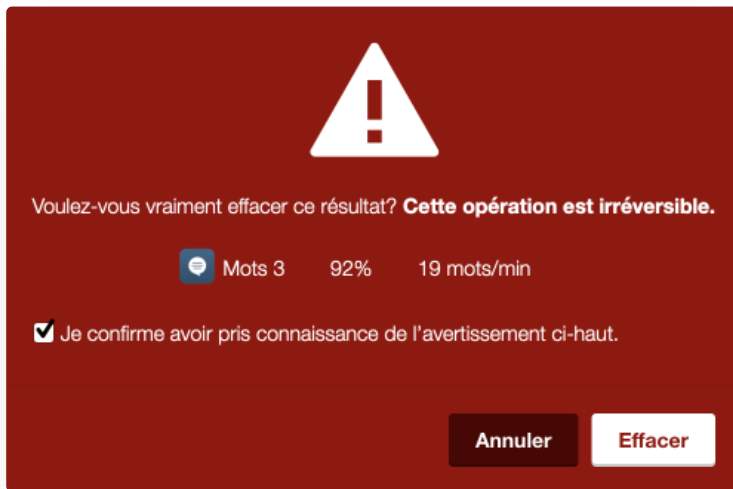 Voulez-vous vraiment effacer ce résultat? Cette opération est irréversible.
Mots 3 92% 19 mots/min
Je confirme avoir pris connaissance de l'avertissement ci-haut.
Annuler Effacer